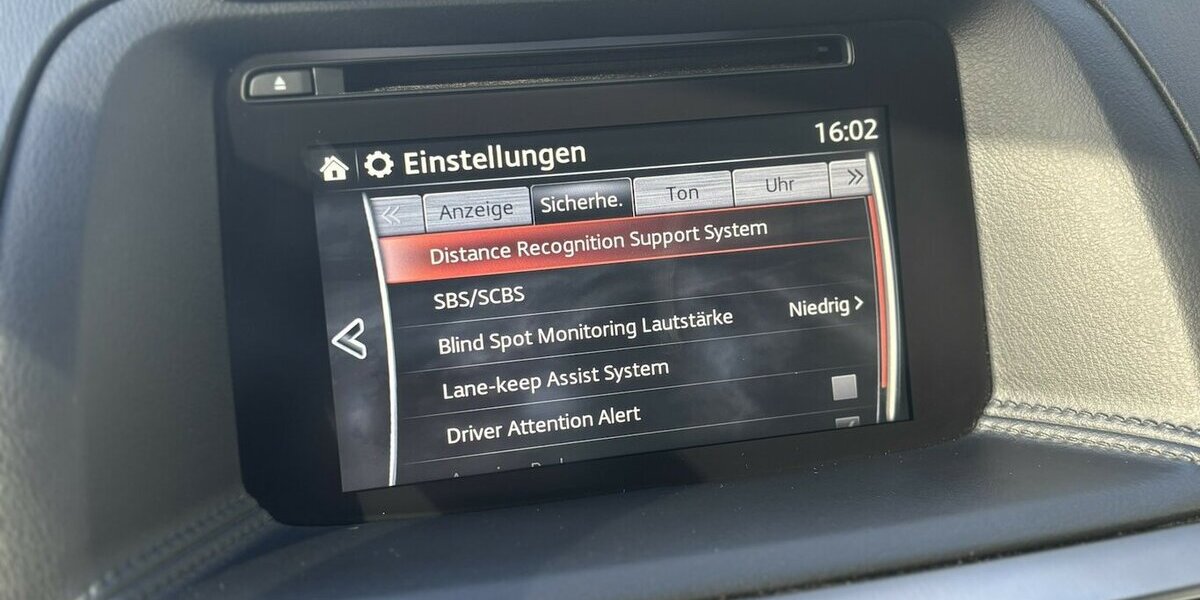 16:02
Einstellungen
Anzeige Sicherhe. Ton Uhr
Distance Recognition Support System
SBS/SCBS
Blind Spot Monitoring Lautstärke Niedrig
Lane-keep Assist System
Driver Attention Alert